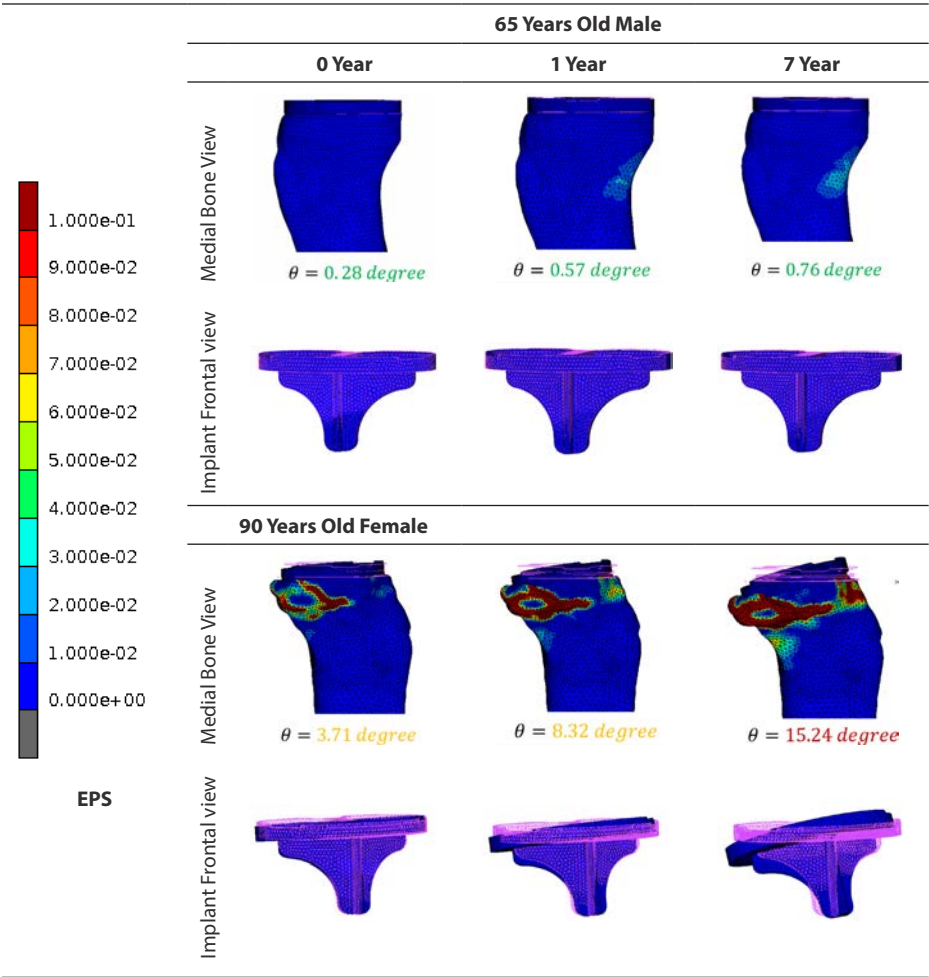 65 Years Old Male
0 Year
1 Year
7 Year
Medial Bone View
θ = 0.28 degree
θ = 0.57 degree
θ = 0.76 degree
Implant Frontal view
1.000e-01
9.000e-02
8.000e-02
7.000e-02
6.000e-02
5.000e-02
4.000e-02
3.000e-02
2.000e-02
1.000e-02
0.000e+00
EPS
90 Years Old Female
Medial Bone View
θ = 3.71 degree
θ = 8.32 degree
θ = 15.24 degree
Implant Frontal view